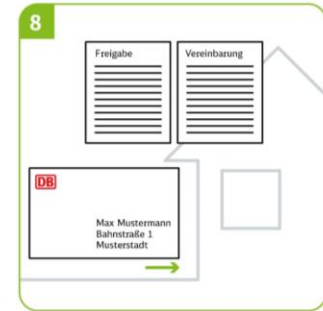 8
Freigabe
Vereinbarung
DB
Max Mustermann
Bahnstraße 1
Musterstadt